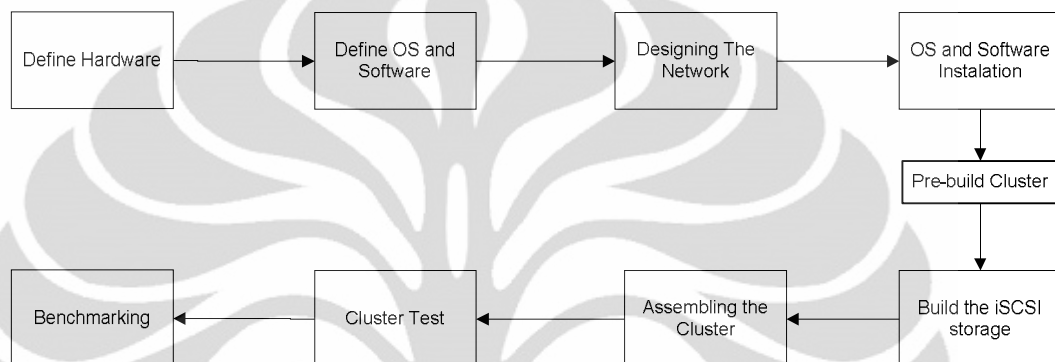 Define Hardware
Define OS and
Software
Designing The
Network
OS and Software
Instalation
Pre-build Cluster
Build the iSCSI
storage
Assembling the
Cluster
Cluster Test
Benchmarking